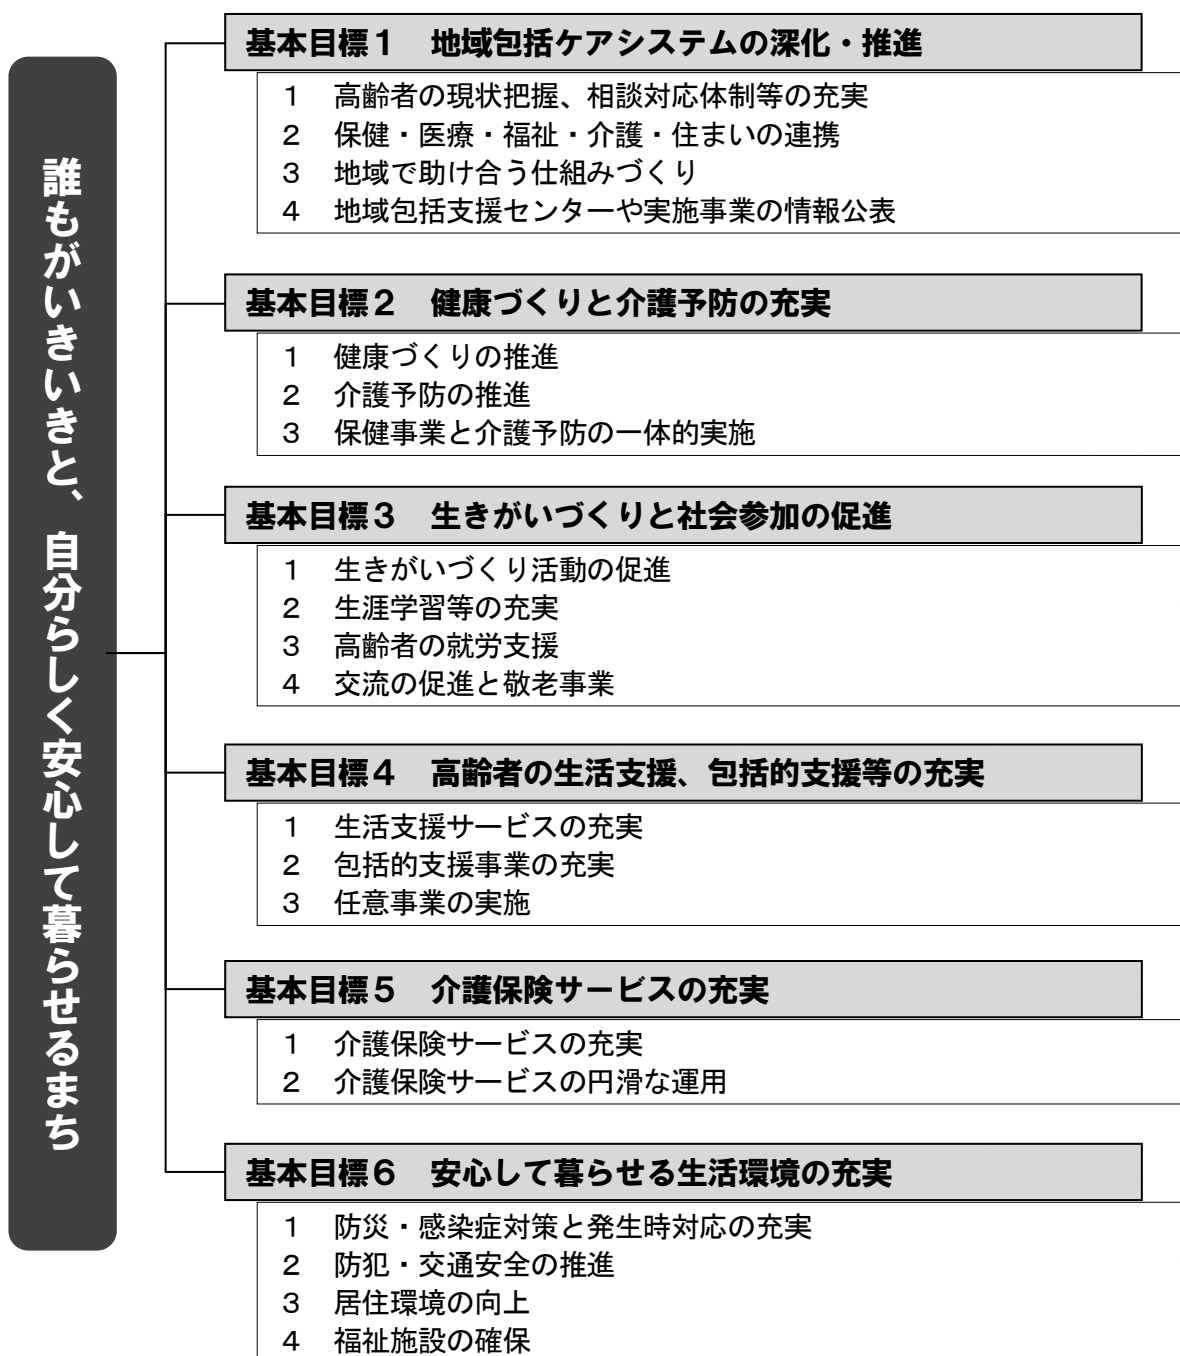 誰もがいきいきと、自分らしく安心して暮らせるまち
基本目標１　地域包括ケアシステムの深化・推進
１　高齢者の現状把握、相談対応体制等の充実
２　保健・医療・福祉・介護・住まいの連携
３　地域で助け合う仕組みづくり
４　地域包括支援センターや実施事業の情報公表
基本目標２　健康づくりと介護予防の充実
１　健康づくりの推進
２　介護予防の推進
３　保健事業と介護予防の一体的実施
基本目標３　生きがいづくりと社会参加の促進
１　生きがいづくり活動の促進
２　生涯学習等の充実
３　高齢者の就労支援
４　交流の促進と敬老事業
基本目標４　高齢者の生活支援、包括的支援等の充実
１　生活支援サービスの充実
２　包括的支援事業の充実
３　任意事業の実施
基本目標５　介護保険サービスの充実
１　介護保険サービスの充実
２　介護保険サービスの円滑な運用
基本目標６　安心して暮らせる生活環境の充実
１　防災・感染症対策と発生時対応の充実
２　防犯・交通安全の推進
３　居住環境の向上
４　福祉施設の確保